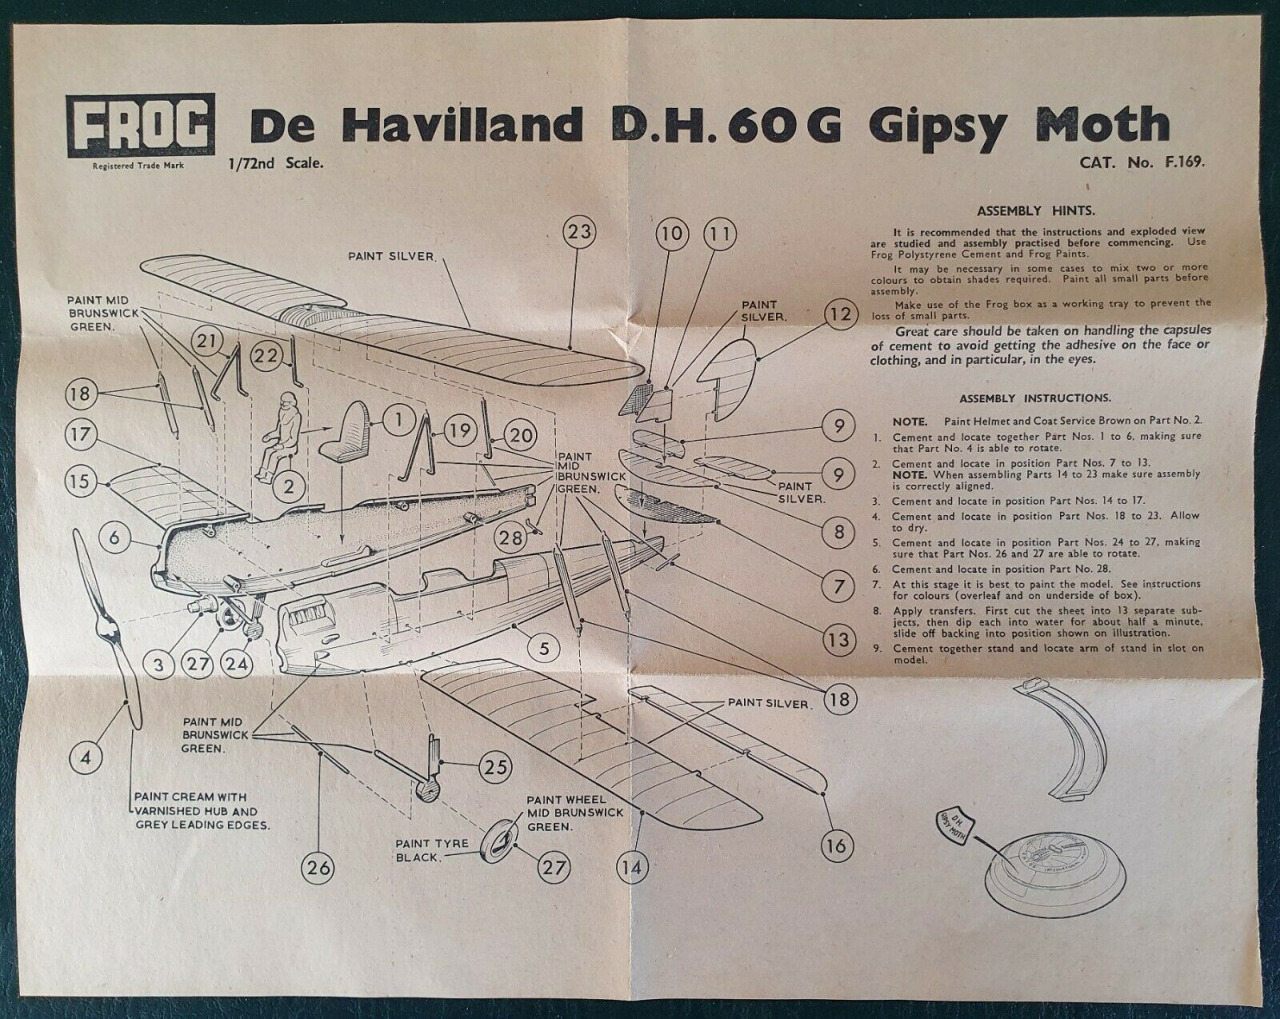 FROG
Registered Trade Mark
De Havilland D.H. 60 G Gipsy Moth
1/72nd Scale.
CAT. No. F.169.
ASSEMBLY HINTS.
It is recommended that the instructions and exploded view
are studied and assembly practised before commencing. Use
Frog Polystyrene Cement and Frog Paints.
It may be necessary in some cases to mix two or more
colours to obtain shades required. Paint all small parts before
assembly.
Make use of the Frog box as a working tray to prevent the
loss of small parts.
Great care should be taken on handling the capsules
of cement to avoid getting the adhesive on the face or
clothing, and in particular, in the eyes.
ASSEMBLY INSTRUCTIONS.
NOTE. Paint Helmet and Coat Service Brown on Part No. 2.
1. Cement and locate together Part Nos. 1 to 6, making sure
that Part No. 4 is able to rotate.
2. Cement and locate in position Part Nos. 7 to 13.
NOTE. When assembling Parts 14 to 23 make sure assembly
is correctly aligned.
3. Cement and locate in position Part Nos. 14 to 17.
4. Cement and locate in position Part Nos. 18 to 23. Allow
to dry.
5. Cement and locate in position Part Nos. 24 to 27, making
sure that Part Nos. 26 and 27 are able to rotate.
6. Cement and locate in position Part No. 28.
7. At this stage it is best to paint the model. See instructions
for colours (overleaf and on underside of box).
8. Apply transfers. First cut the sheet into 13 separate sub-
jects, then dip each into water for about half a minute,
slide off backing into position shown on illustration.
9. Cement together stand and locate arm of stand in slot on
model.
23
10
11
PAINT SILVER.
PAINT MID
BRUNSWICK
GREEN.
PAINT
SILVER.
12
21
22
18
17
15
6
2
1
19
20
PAINT
MID
BRUNSWICK
GREEN.
9
9
PAINT
SILVER.
8
28
7
13
3
27
24
5
18
PAINT SILVER.
4
PAINT MID
BRUNSWICK
GREEN.
25
PAINT CREAM WITH
VARNISHED HUB AND
GREY LEADING EDGES.
26
PAINT TYRE
BLACK.
PAINT WHEEL
MID BRUNSWICK
GREEN.
27
14
16
D.H.
GIPSY MOTH